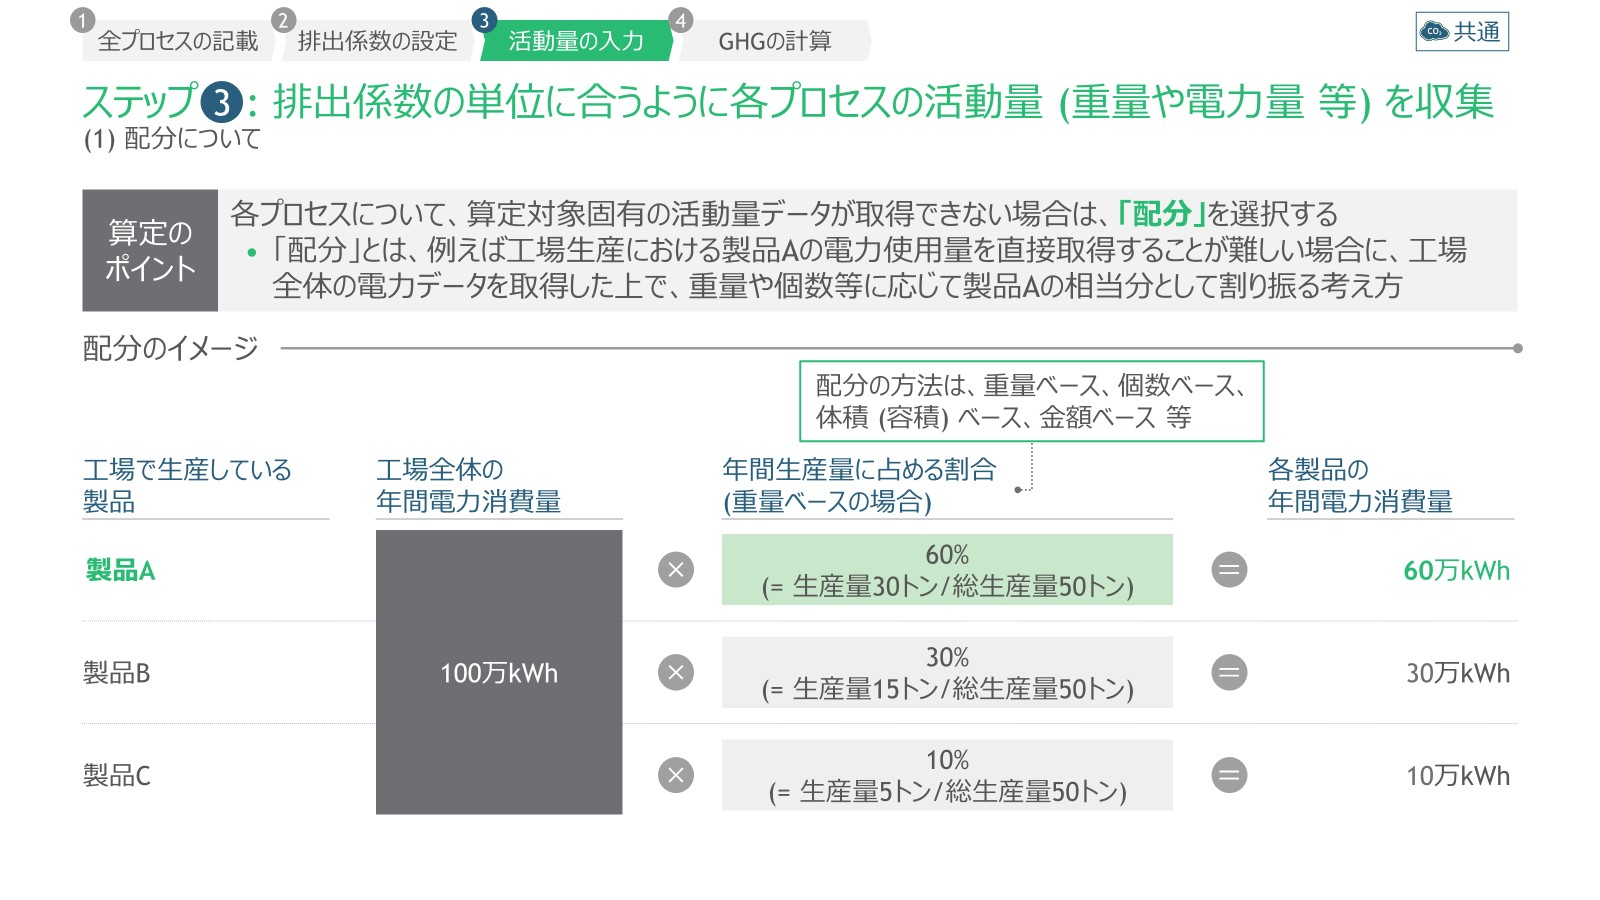 1 全プロセスの記載 2 排出係数の設定 3 活動量の入力 4 GHGの計算
CO₂ 共通
ステップ3: 排出係数の単位に合うように各プロセスの活動量 (重量や電力量 等) を収集
(1) 配分について
算定の
ポイント
各プロセスについて、算定対象固有の活動量データが取得できない場合は、「配分」を選択する
• 「配分」とは、例えば工場生産における製品Aの電力使用量を直接取得することが難しい場合に、工場
全体の電力データを取得した上で、重量や個数等に応じて製品Aの相当分として割り振る考え方
配分のイメージ
配分の方法は、重量ベース、個数ベース、
体積 (容積) ベース、金額ベース 等
工場で生産している
製品
工場全体の
年間電力消費量
年間生産量に占める割合
(重量ベースの場合)
各製品の
年間電力消費量
製品A
×
60%
(= 生産量30トン/総生産量50トン)
=
60万kWh
製品B
100万kWh
×
30%
(= 生産量15トン/総生産量50トン)
=
30万kWh
製品C
×
10%
(= 生産量5トン/総生産量50トン)
=
10万kWh